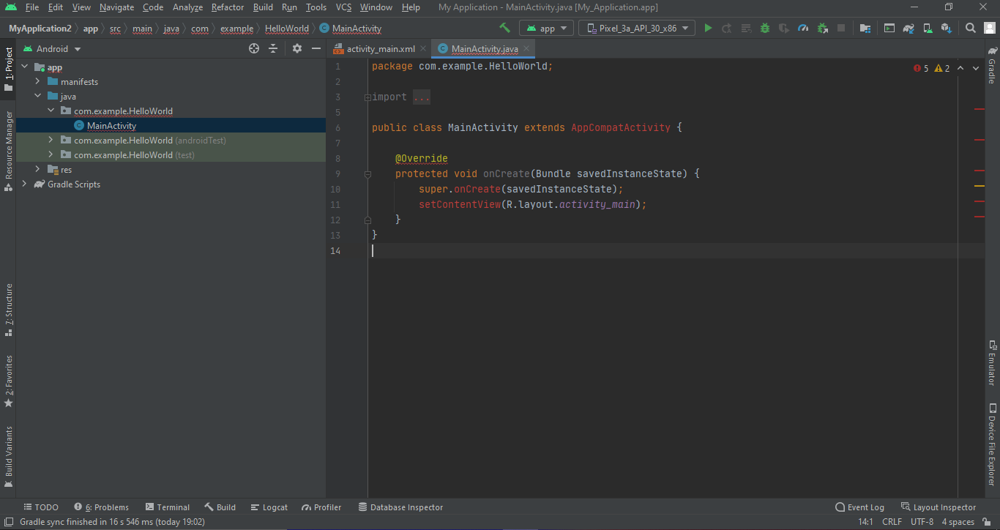 File Edit View Navigate Code Analyze Refactor Build Run Tools VCS Window Help My Application - MainActivity.java [My_Application.app]
MyApplication2 app src main java com example HelloWorld MainActivity app Pixel_3a_API_30_x86
1: Project
Resource Manager
7: Structure
2: Favorites
Build Variants
Android
app
manifests
java
com.example.HelloWorld
MainActivity
com.example.HelloWorld (androidTest)
com.example.HelloWorld (test)
res
Gradle Scripts
activity_main.xml MainActivity.java
5 2
1 package com.example.HelloWorld;
2
3 import ...
5
6 public class MainActivity extends AppCompatActivity {
7
8 @Override
9 protected void onCreate(Bundle savedInstanceState) {
10 super.onCreate(savedInstanceState);
11 setContentView(R.layout.activity_main);
12 }
13 }
14
Gradle
Emulator
Device File Explorer
TODO 6: Problems Terminal Build Logcat Profiler Database Inspector Event Log Layout Inspector
Gradle sync finished in 16 s 546 ms (today 19:02) 14:1 CRLF UTF-8 4 spaces